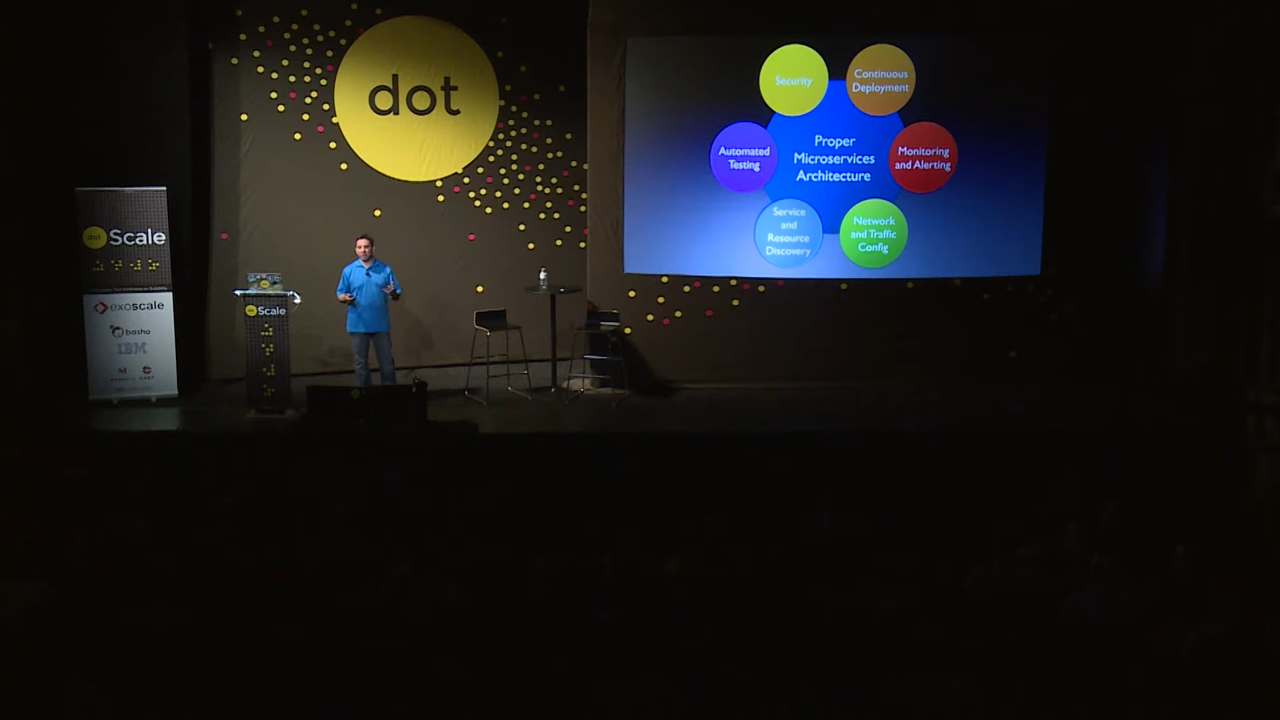 dot
Security
Continuous
Deployment
Automated
Testing
Proper
Microservices
Architecture
Monitoring
and Alerting
Service
and
Resource
Discovery
Network
and Traffic
Config
dot Scale
exoscale
basho
IBM
Scale